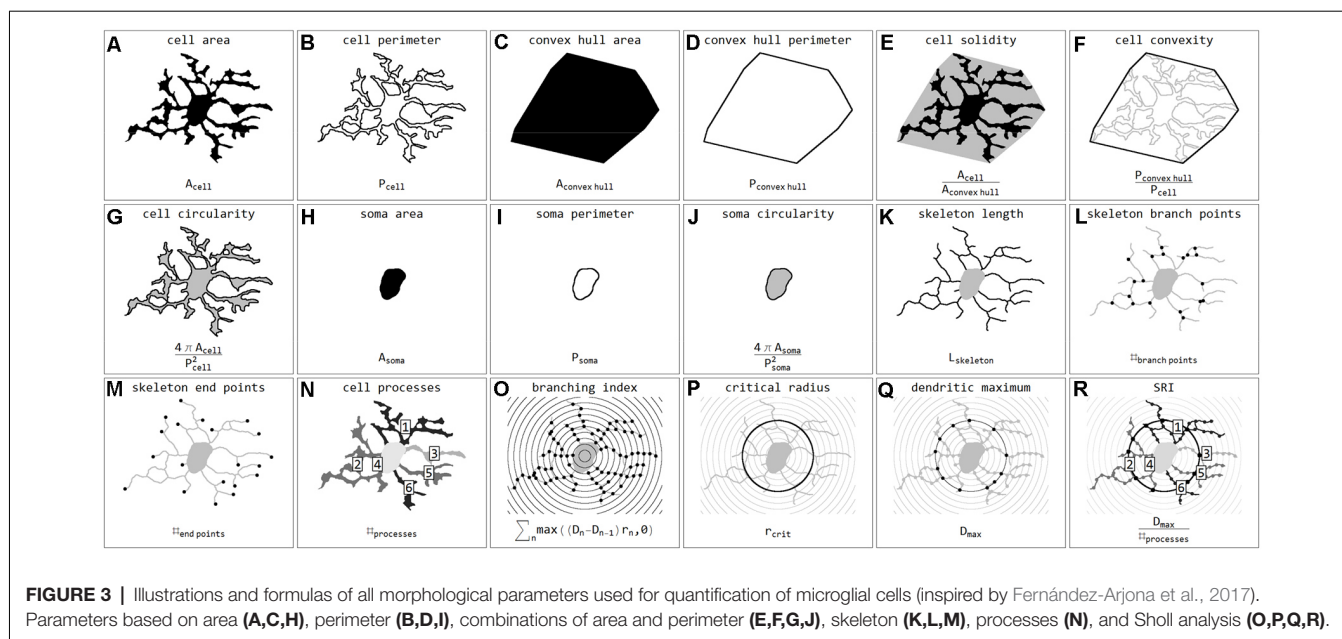 A cell area
A_cell
B cell perimeter
P_cell
C convex hull area
A_convex hull
D convex hull perimeter
P_convex hull
E cell solidity
A_cell
A_convex hull
F cell convexity
P_convex hull
P_cell
G cell circularity
4 π A_cell
P²_cell
H soma area
A_soma
I soma perimeter
P_soma
J soma circularity
4 π A_soma
P²_soma
K skeleton length
L_skeleton
L skeleton branch points
#branch points
M skeleton end points
#end points
N cell processes
1
2
4
3
5
6
#processes
O branching index
∑_n max((D_n-D_n-1)r_n,0)
P critical radius
r_crit
Q dendritic maximum
D_max
R SRI
1
2
4
3
5
6
D_max
#processes
FIGURE 3 | Illustrations and formulas of all morphological parameters used for quantification of microglial cells (inspired by Fernández-Arjona et al., 2017).
Parameters based on area (A,C,H), perimeter (B,D,I), combinations of area and perimeter (E,F,G,J), skeleton (K,L,M), processes (N), and Sholl analysis (O,P,Q,R).